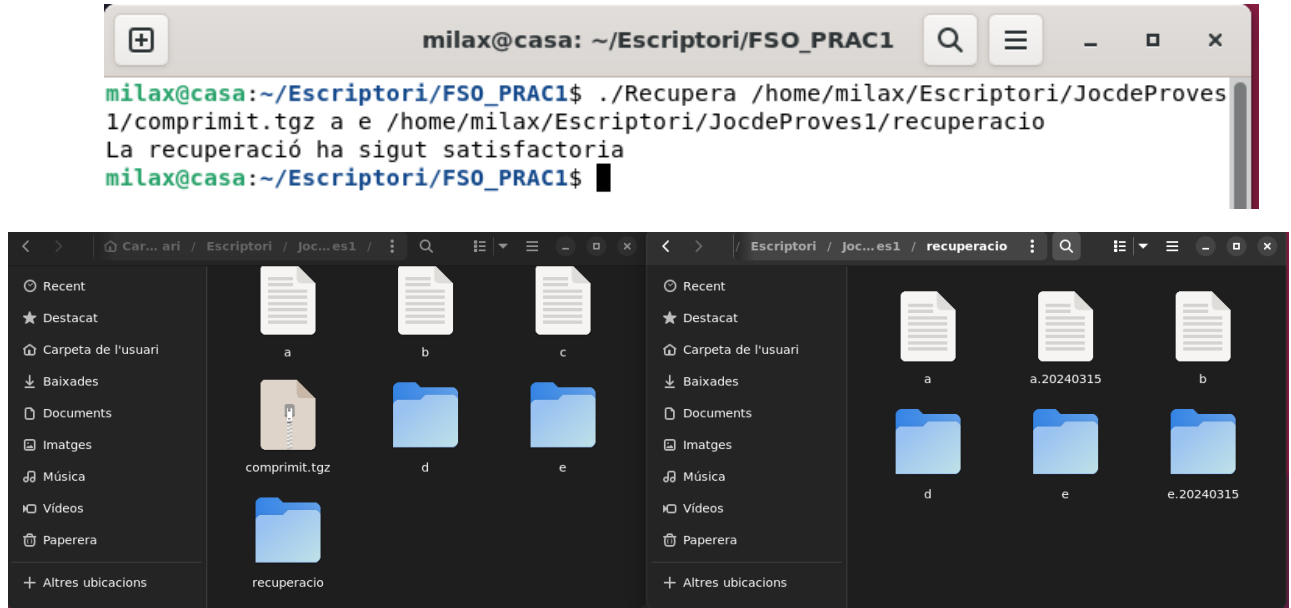 milax@casa: ~/Escriptori/FSO_PRAC1
milax@casa:~/Escriptori/FSO_PRAC1$ ./Recupera /home/milax/Escriptori/JocdeProves
1/comprimit.tgz a e /home/milax/Escriptori/JocdeProves1/recuperacio
La recuperació ha sigut satisfactoria
milax@casa:~/Escriptori/FSO_PRAC1$
Car… ari / Escriptori / Joc…es1 /
Recent
Destacat
Carpeta de l'usuari
Baixades
Documents
Imatges
Música
Vídeos
Paperera
Altres ubicacions
a b c
comprimit.tgz d e
recuperacio
/ Escriptori / Joc…es1 / recuperacio
Recent
Destacat
Carpeta de l'usuari
Baixades
Documents
Imatges
Música
Vídeos
Paperera
Altres ubicacions
a a.20240315 b
d e e.20240315